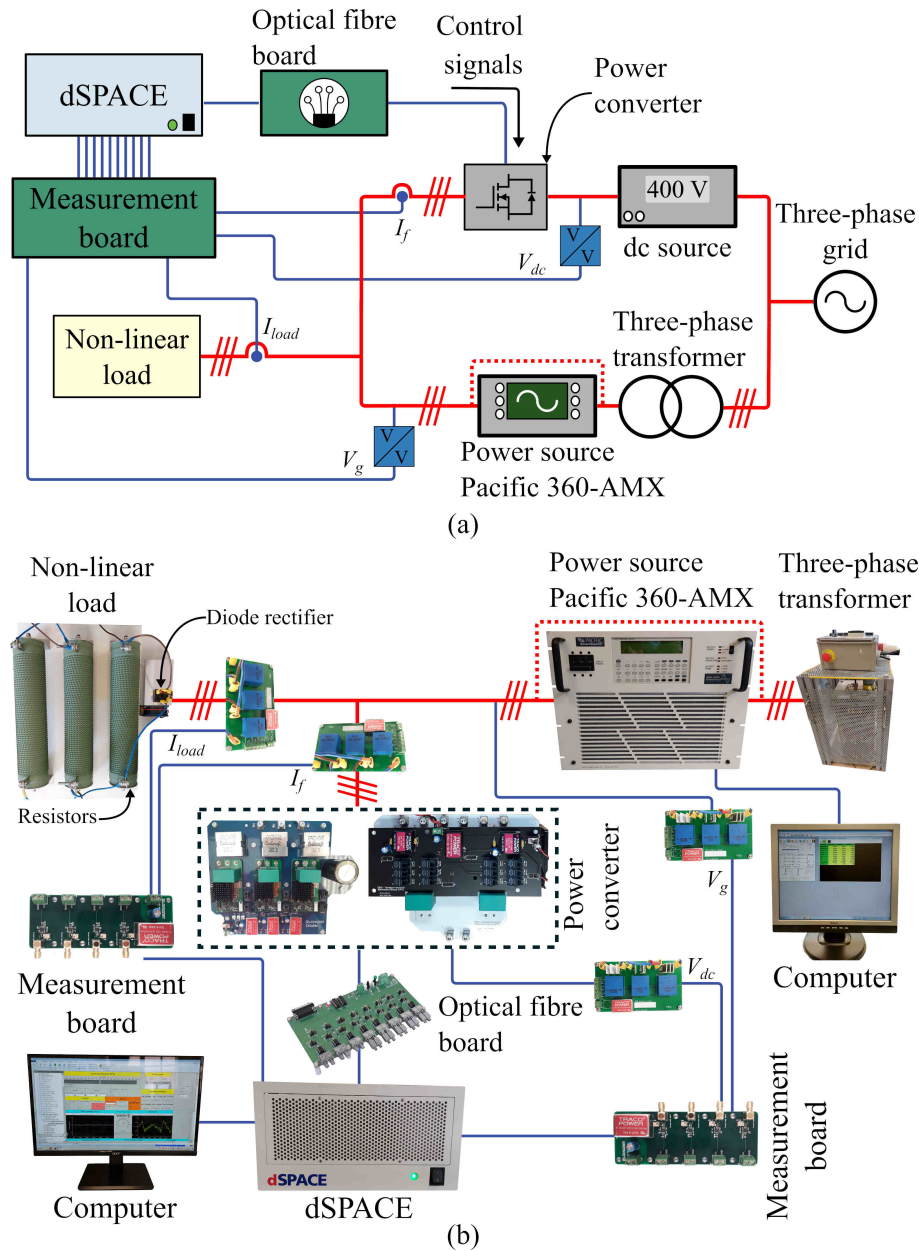 Optical fibre
board
Control
signals
Power
converter
dSPACE
Measurement
board
400 V
dc source
Three-phase
grid
I_f
V_dc
V
V
I_load
Non-linear
load
Three-phase
transformer
V
V
V_g
Power source
Pacific 360-AMX
(a)
Non-linear
load
Diode rectifier
Power source
Pacific 360-AMX
Three-phase
transformer
I_load
I_f
Resistors
Power
converter
V_g
TRACO
POWER
Measurement
board
Optical fibre
board
V_dc
Computer
TRACO
POWER
Measurement
board
dSPACE
Computer
dSPACE
(b)